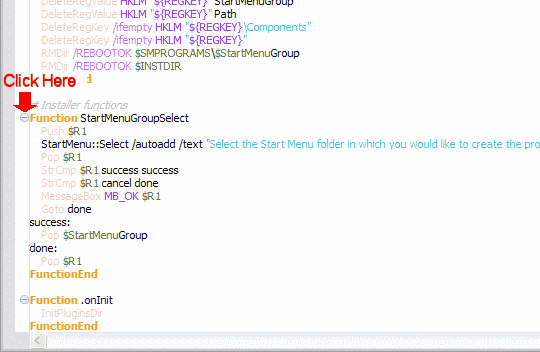 DeleteRegValue HKLM "${REGKEY}" StartMenuGroup
DeleteRegValue HKLM "${REGKEY}" Path
DeleteRegKey /ifempty HKLM "${REGKEY}\Components"
DeleteRegKey /ifempty HKLM "${REGKEY}"
RMDir /REBOOTOK $SMPROGRAMS\$StartMenuGroup
RMDir /REBOOTOK $INSTDIR
Click Here
# Installer functions
Function StartMenuGroupSelect
Push $R1
StartMenu::Select /autoadd /text "Select the Start Menu folder in which you would like to create the pro
Pop $R1
StrCmp $R1 success success
StrCmp $R1 cancel done
MessageBox MB_OK $R1
Goto done
success:
Pop $StartMenuGroup
done:
Pop $R1
FunctionEnd
Function .onInit
InitPluginsDir
FunctionEnd